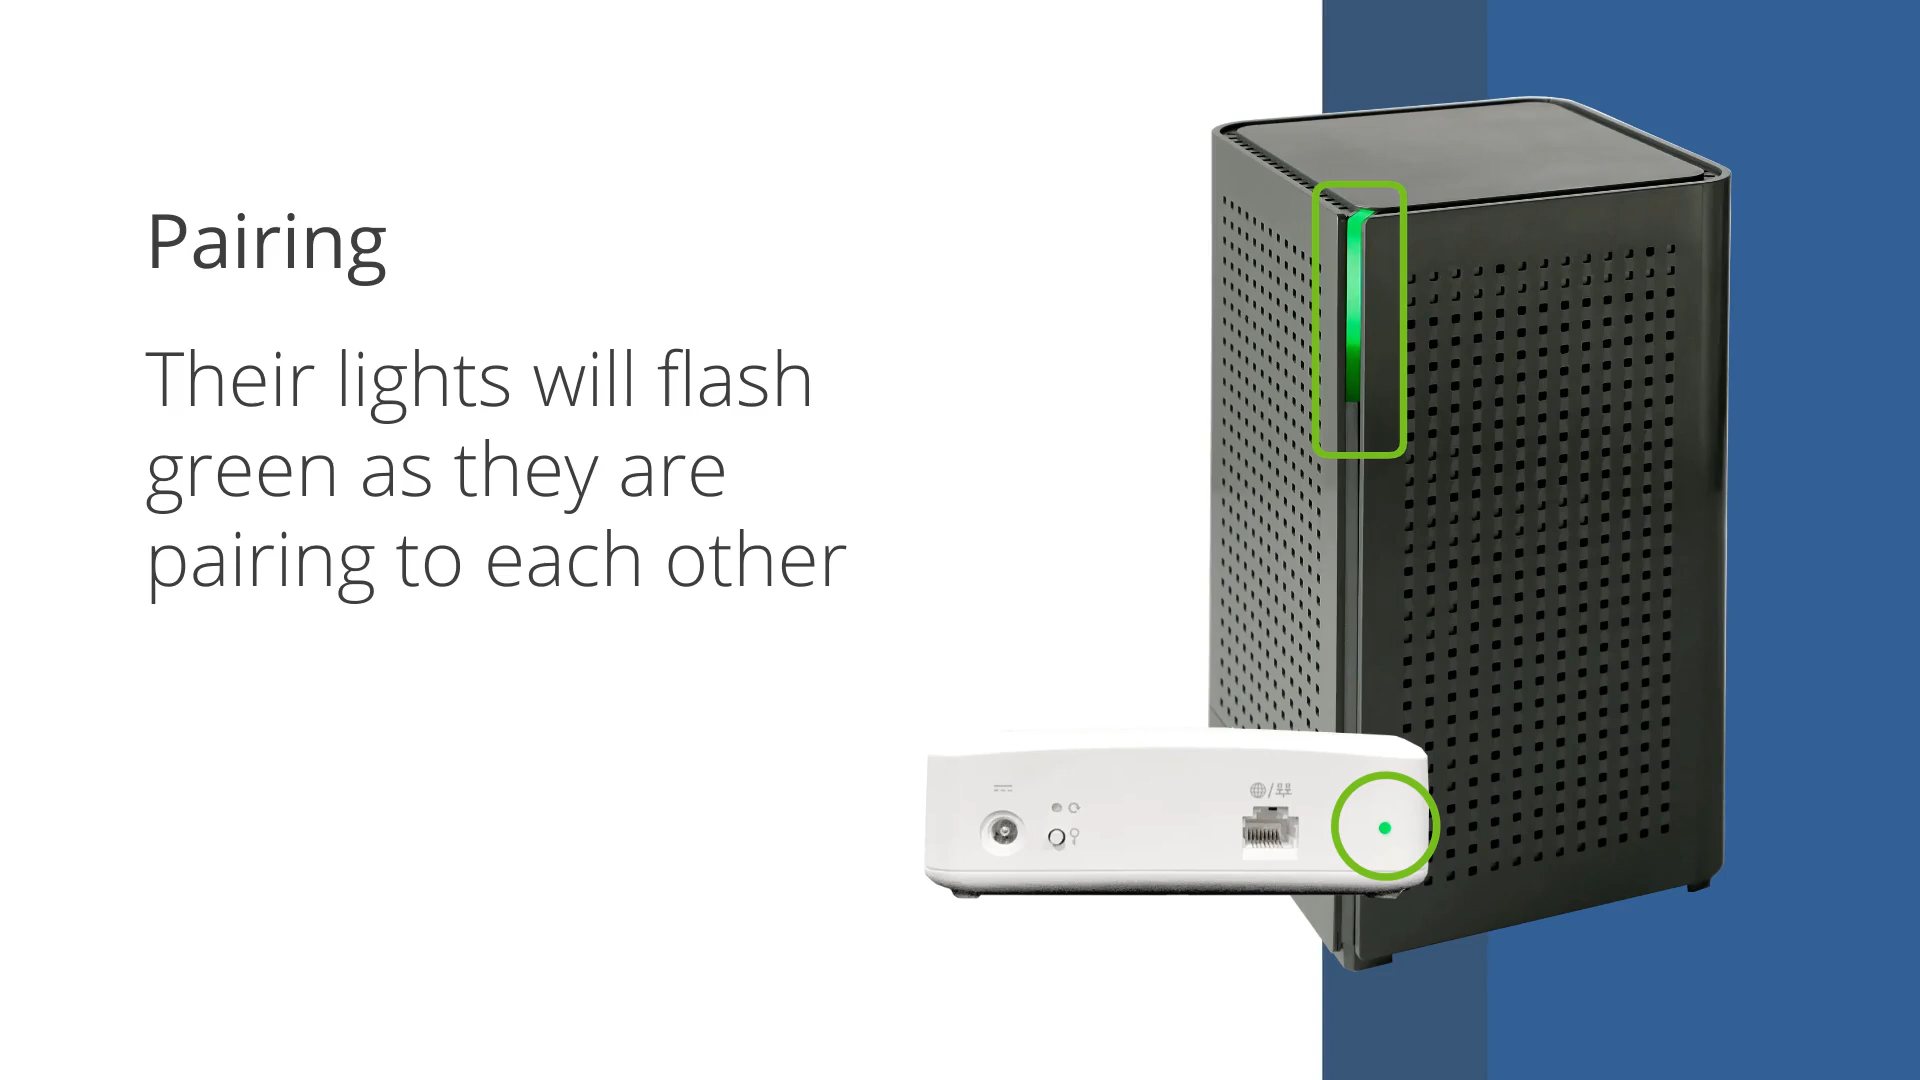 Pairing
Their lights will flash
green as they are
pairing to each other